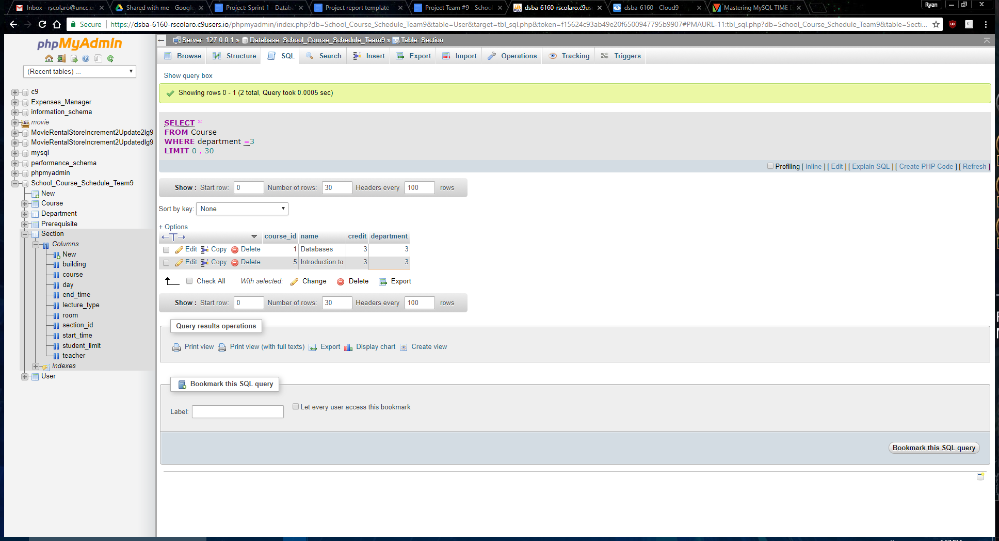 Inbox - rscolaro@uncc.e
Shared with me - Google
Project: Sprint 1 - Datab
Project report template -
Project Team #9 - School
dsba-6160-rscolaro.c9use
dsba-6160 - Cloud9
Mastering MySQL TIME
Ryan
Secure
https://dsba-6160-rscolaro.c9users.io/phpmyadmin/index.php?db=School_Course_Schedule_Team9&table=User&target=tbl_sql.php&token=f15624c93ab49e20f6500947795b9907#PMAURL-11:tbl_sql.php?db=School_Course_Schedule_Team9&table=Secti...
phpMyAdmin
(Recent tables) ...
c9
Expenses_Manager
information_schema
movie
MovieRentalStoreIncrement2Update2Ig9
MovieRentalStoreIncrement2UpdatedIg9
mysql
performance_schema
phpmyadmin
School_Course_Schedule_Team9
New
Course
Department
Prerequisite
Section
Columns
New
building
course
day
end_time
lecture_type
room
section_id
start_time
student_limit
teacher
Indexes
User
Server: 127.0.0.1 » Database: School_Course_Schedule_Team9 » Table: Section
Browse Structure SQL Search Insert Export Import Operations Tracking Triggers
Show query box
Showing rows 0 - 1 (2 total, Query took 0.0005 sec)
SELECT *
FROM Course
WHERE department =3
LIMIT 0 , 30
Profiling [ Inline ] [ Edit ] [ Explain SQL ] [ Create PHP Code ] [ Refresh ]
Show : Start row: 0 Number of rows: 30 Headers every 100 rows
Sort by key: None
+ Options
←T→ course_id name credit department
Edit Copy Delete 1 Databases 3 3
Edit Copy Delete 5 Introduction to 3 3
Check All With selected: Change Delete Export
Show : Start row: 0 Number of rows: 30 Headers every 100 rows
Query results operations
Print view Print view (with full texts) Export Display chart Create view
Bookmark this SQL query
Label:
Let every user access this bookmark
Bookmark this SQL query